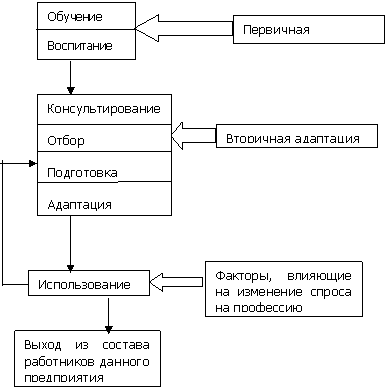 Обучение
Воспитание
Первичная
Консультирование
Отбор
Подготовка
Адаптация
Вторичная адаптация
Использование
Факторы, влияющие
на изменение спроса
на профессию
Выход из состава
работников данного
предприятия